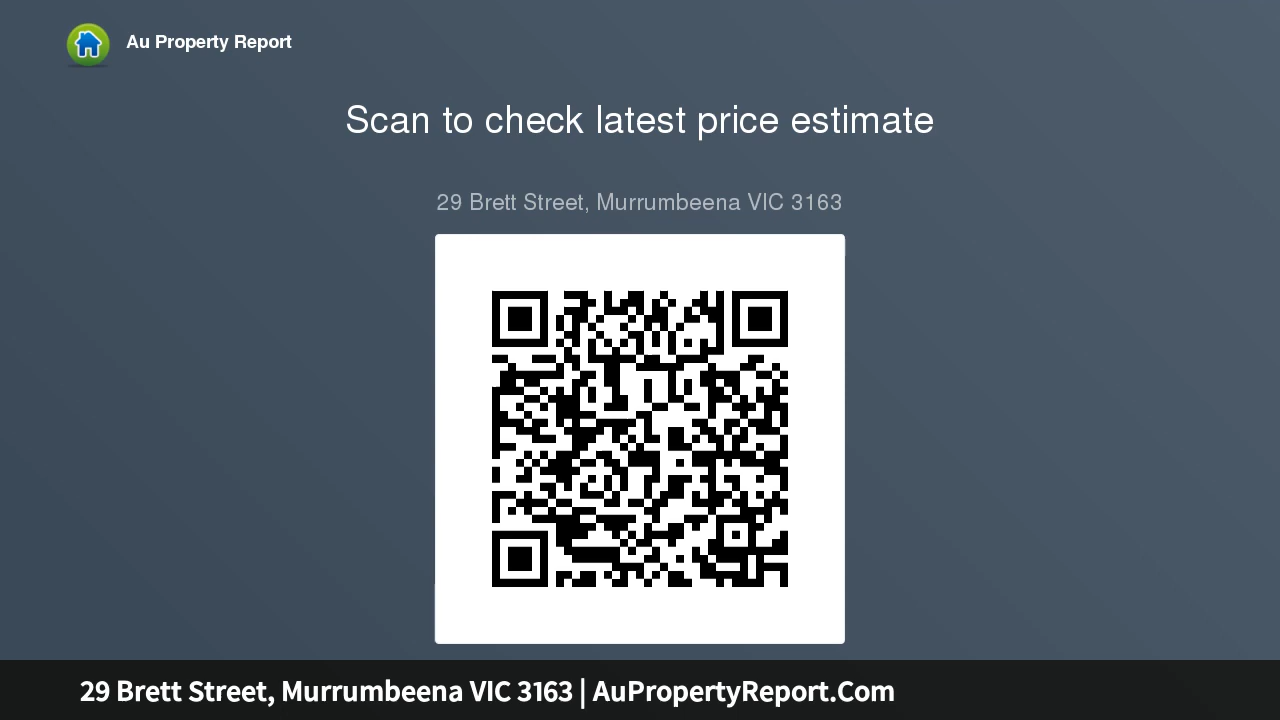 Au Property Report
Scan to check latest price estimate
29 Brett Street, Murrumbeena VIC 3163
29 Brett Street, Murrumbeena VIC 3163 | AuPropertyReport.Com